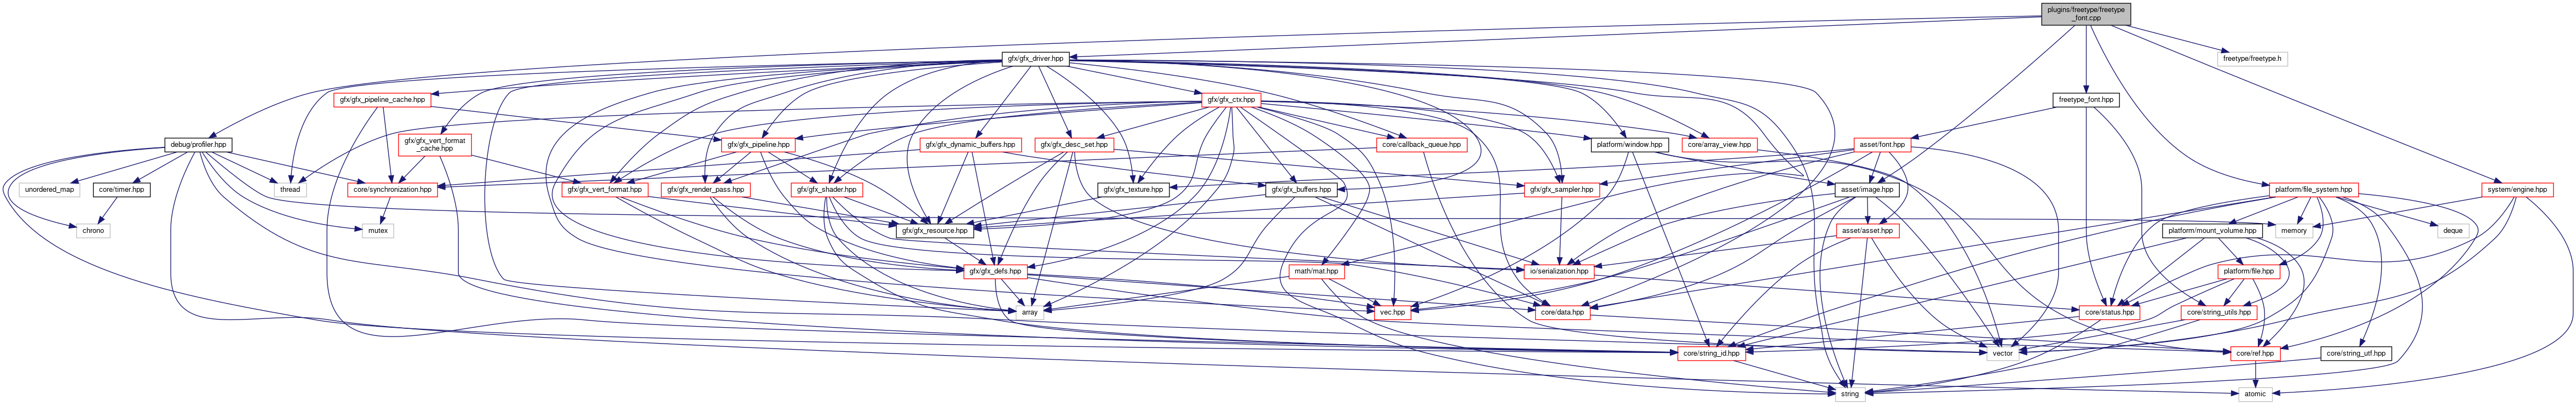 plugins/freetype/freetype
_font.cpp
gfx/gfx_driver.hpp
freetype/freetype.h
gfx/gfx_pipeline_cache.hpp
gfx/gfx_ctx.hpp
freetype_font.hpp
debug/profiler.hpp
gfx/gfx_vert_format
_cache.hpp
gfx/gfx_pipeline.hpp
gfx/gfx_dynamic_buffers.hpp
gfx/gfx_desc_set.hpp
core/callback_queue.hpp
platform/window.hpp
core/array_view.hpp
asset/font.hpp
unordered_map
core/timer.hpp
thread
core/synchronization.hpp
gfx/gfx_vert_format.hpp
gfx/gfx_render_pass.hpp
gfx/gfx_shader.hpp
gfx/gfx_texture.hpp
gfx/gfx_buffers.hpp
gfx/gfx_sampler.hpp
asset/image.hpp
platform/file_system.hpp
system/engine.hpp
chrono
mutex
gfx/gfx_resource.hpp
asset/asset.hpp
memory
platform/mount_volume.hpp
deque
gfx/gfx_defs.hpp
math/mat.hpp
io/serialization.hpp
platform/file.hpp
array
vec.hpp
core/data.hpp
core/status.hpp
core/string_utils.hpp
core/string_id.hpp
vector
core/ref.hpp
core/string_utf.hpp
string
atomic